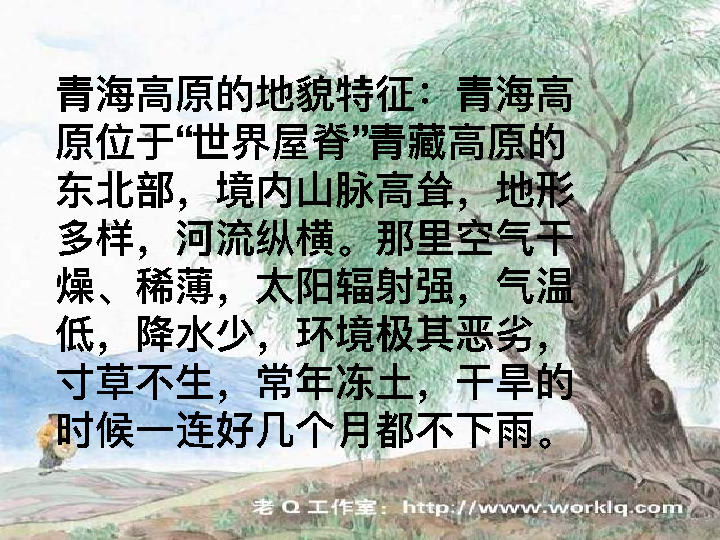 青海高原的地貌特征：青海高
原位于“世界屋脊”青藏高原的
东北部，境内山脉高耸，地形
多样，河流纵横。那里空气干
燥、稀薄，太阳辐射强，气温
低，降水少，环境极其恶劣，
寸草不生，常年冻土，干旱的
时候一连好几个月都不下雨。
老 Q 工作室：http://www.worklq.com